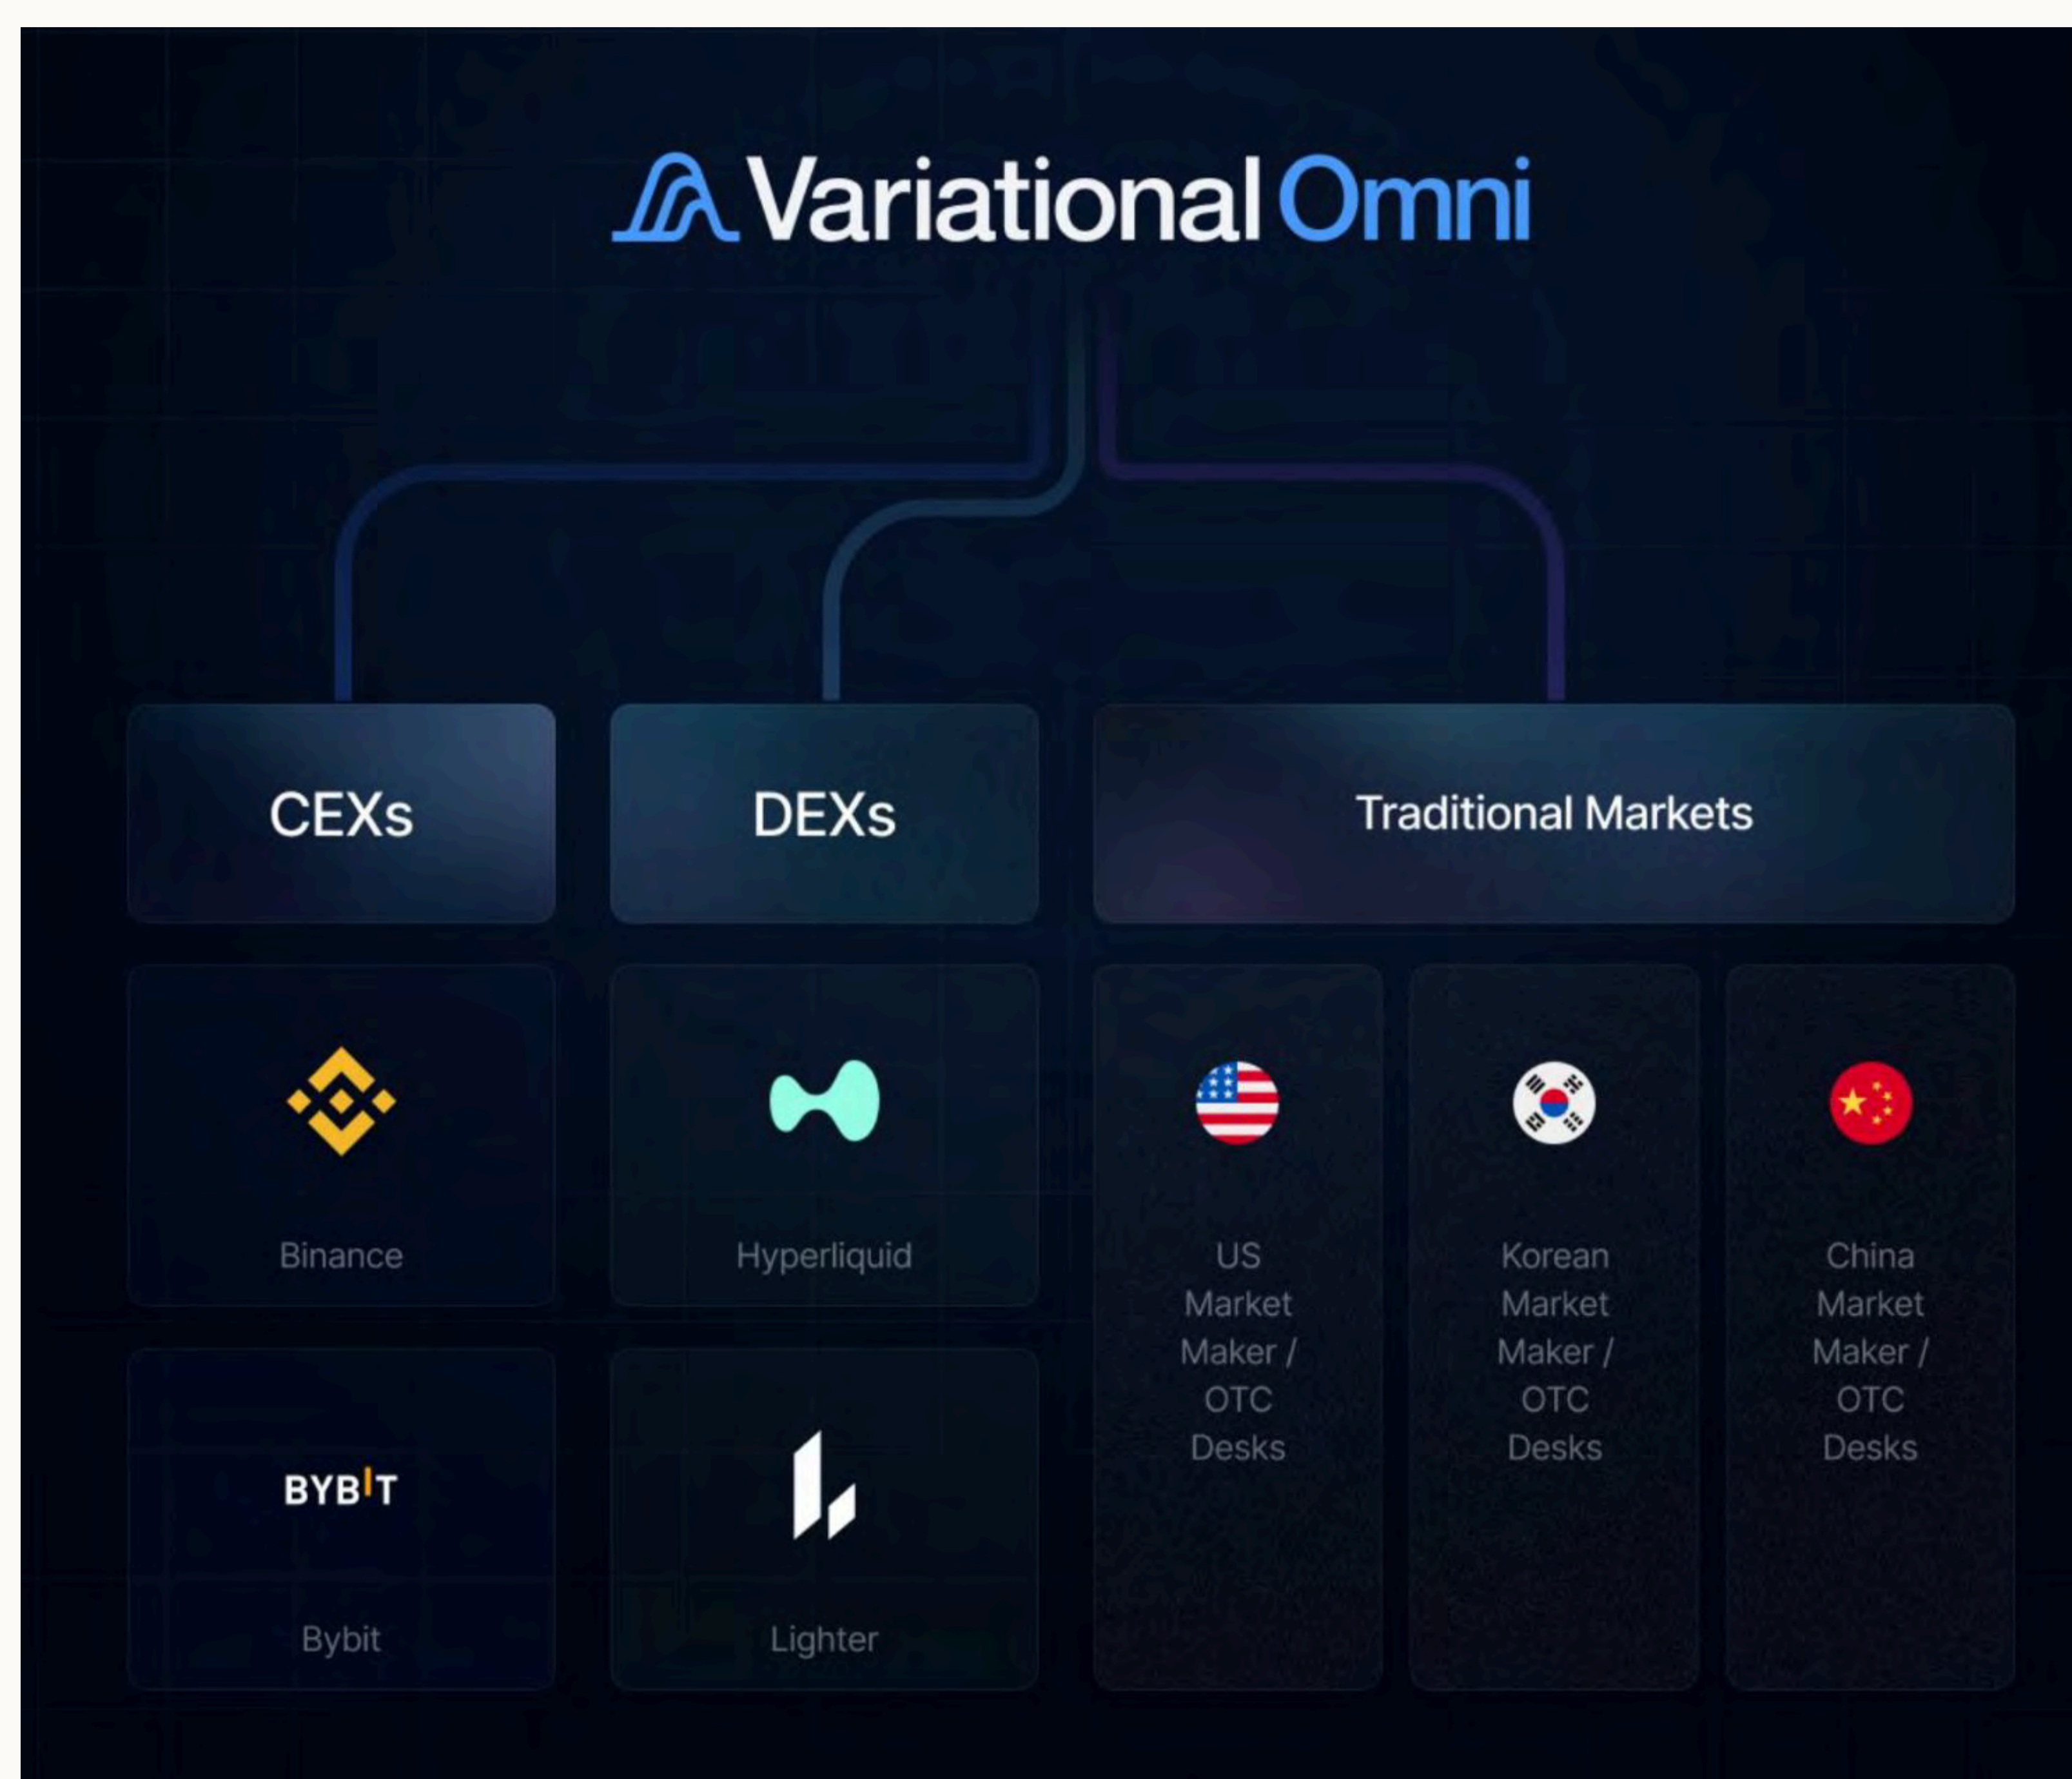 Variational Omni
CEXs
DEXs
Traditional Markets
Binance
Hyperliquid
US
Market
Maker /
OTC
Desks
Korean
Market
Maker /
OTC
Desks
China
Market
Maker /
OTC
Desks
BYBIT
Bybit
Lighter